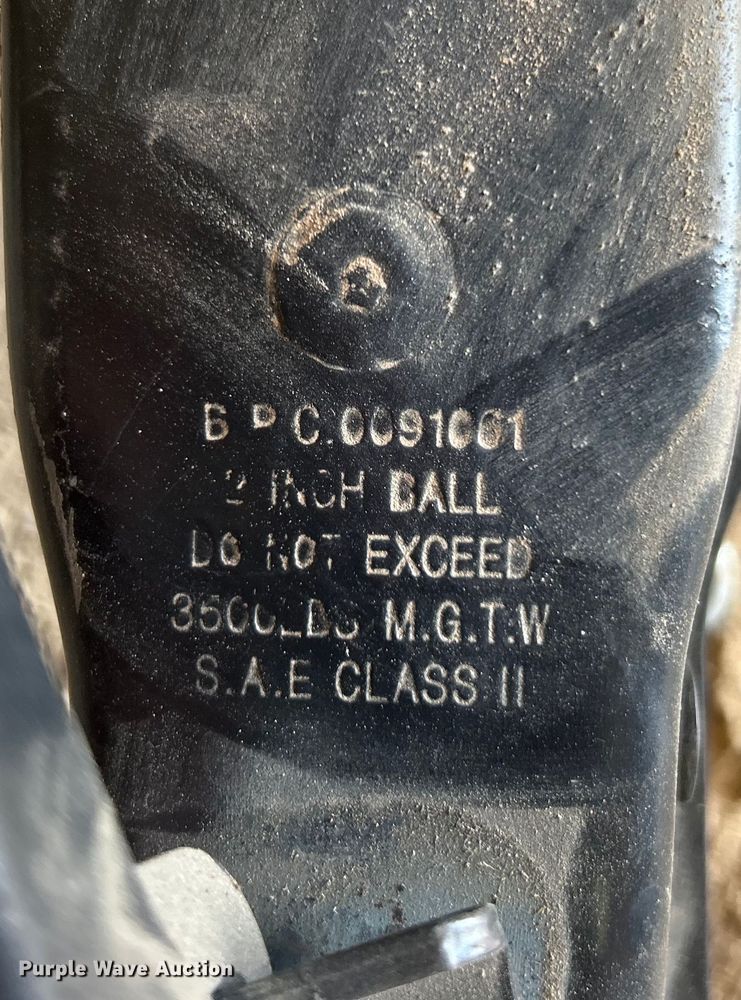 B P C.0091001
2 INCH BALL
DO NOT EXCEED
3500LBS M.G.T.W
S.A.E CLASS II
Purple Wave Auction